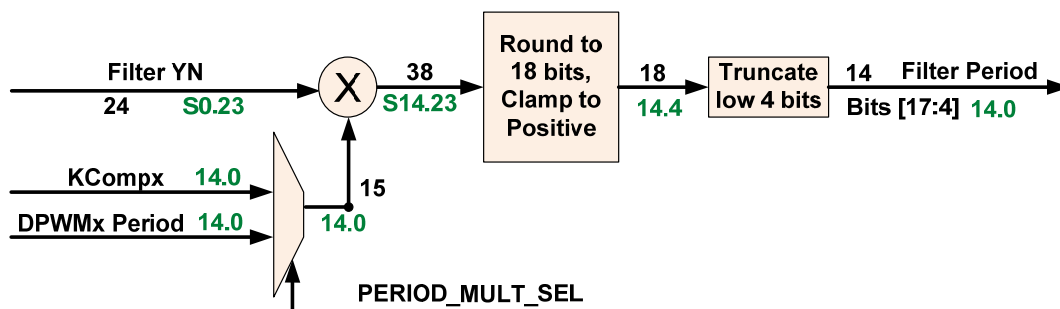 Filter YN
24 S0.23
X
38
S14.23
Round to
18 bits,
Clamp to
Positive
18
14.4
Truncate
low 4 bits
14 Filter Period
Bits [17:4] 14.0
KCompx 14.0
DPWMx Period 14.0
15
14.0
PERIOD_MULT_SEL